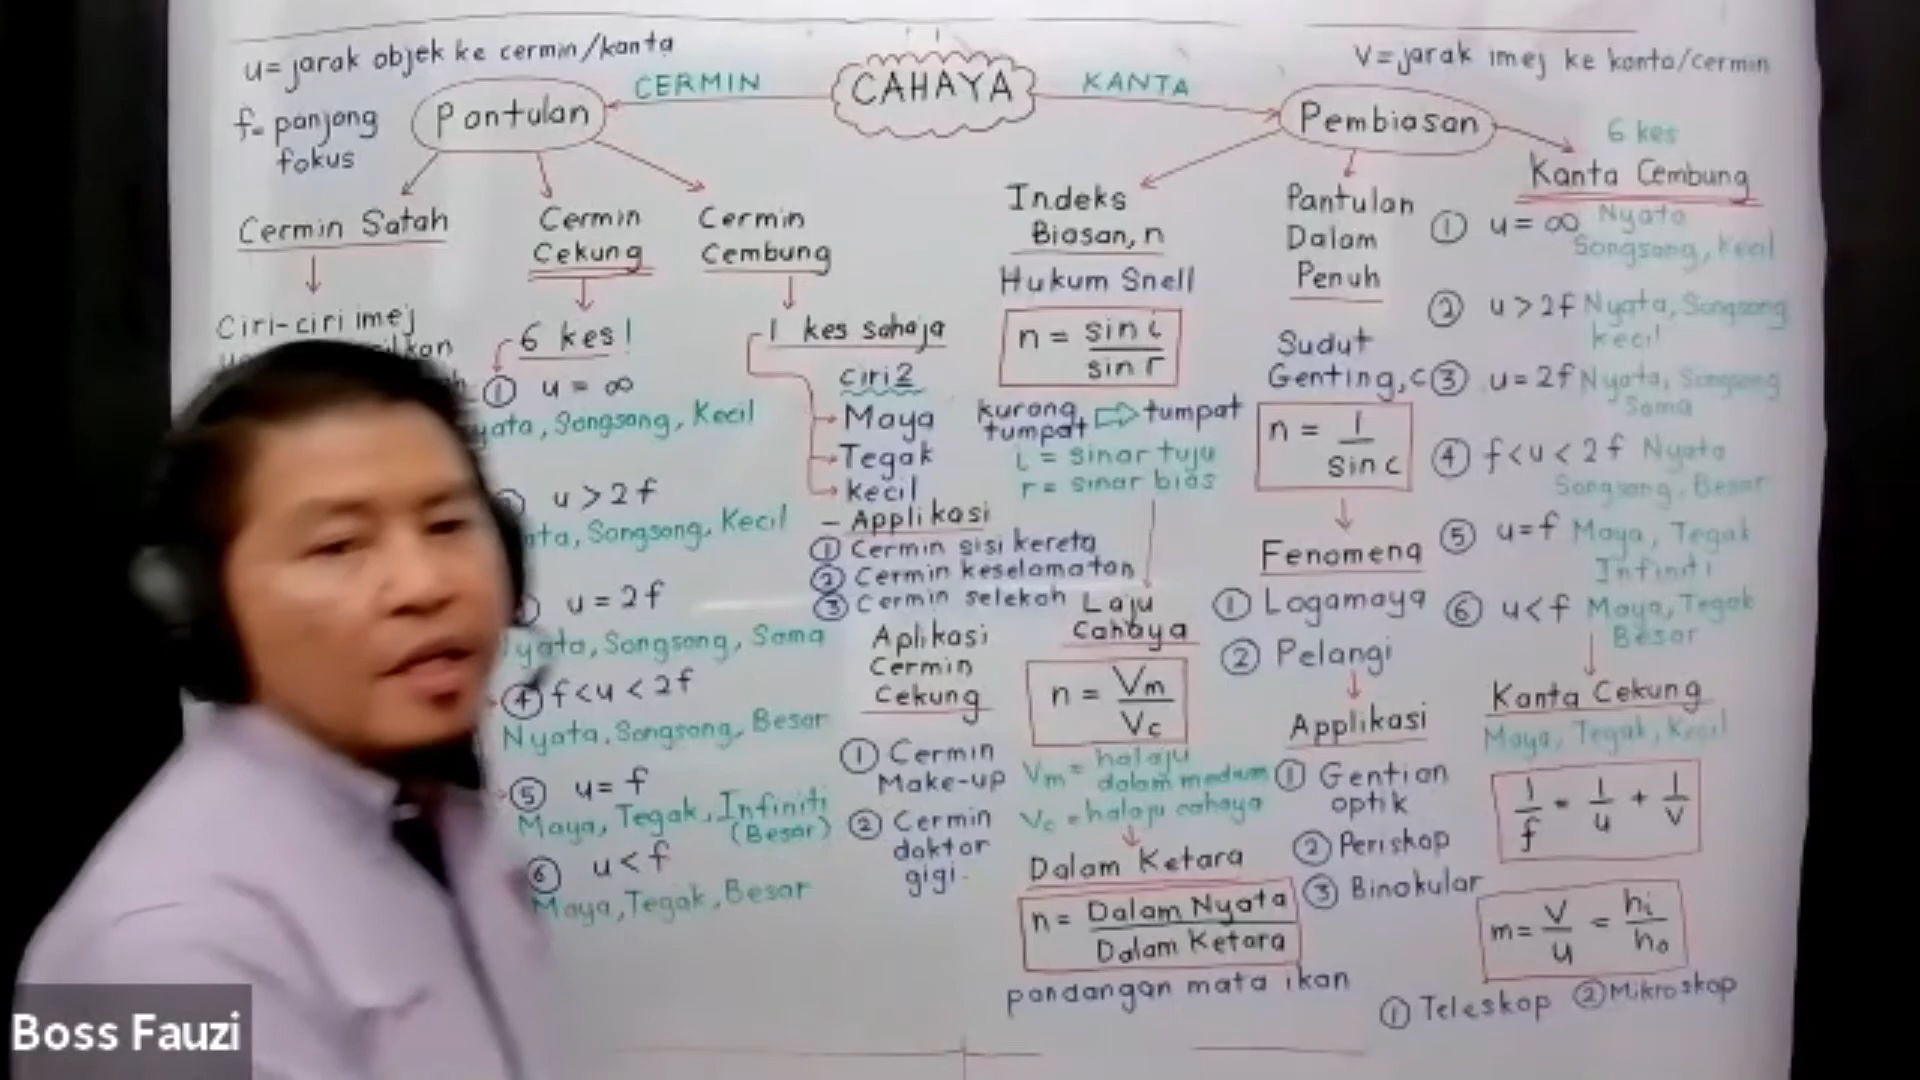 u = jarak objek ke cermin/kanta
f = panjang
fokus
CERMIN
CAHAYA
KANTA
V = jarak imej ke kanta/cermin
Pantulan
Pembiasan
Cermin Satah
Ciri-ciri imej
Cermin
Cekung
6 kes!
① u = ∞
Songsang, Kecil
u > 2f
Songsang, Kecil
u = 2f
Nyata, Songsang, Sama
④ f < u < 2f
Nyata, Songsang, Besar
⑤ u = f
Maya, Tegak, Infiniti
(Besar)
⑥ u < f
Maya, Tegak, Besar
Cermin
Cembung
1 kes sahaja
ciri2
Maya
Tegak
kecil
- Applikasi
① Cermin sisi kereta
② Cermin keselamatan
③ Cermin selekoh
Aplikasi
Cermin
Cekung
① Cermin
Make-up
② Cermin
doktor
gigi.
Indeks
Biasan, n
Hukum Snell
n = sin i / sin r
kurang tumpat ⇨ tumpat
i = sinar tuju
r = sinar bias
Laju
Cahaya
n = Vm / Vc
Vm = halaju
dalam medium
Vc = halaju cahaya
Dalam Ketara
n = Dalam Nyata / Dalam Ketara
pandangan mata ikan
Pantulan
Dalam
Penuh
Sudut
Genting, c
n = 1 / sin c
Fenomena
① Logamaya
② Pelangi
Applikasi
① Gentian
optik
② Periskop
③ Binokular
6 kes
Kanta Cembung
① u = ∞ Nyata
Songsang, Kecil
② u > 2f Nyata, Songsang
kecil
③ u = 2f Nyata, Songsang
Sama
④ f < u < 2f Nyata
Songsang, Besar
⑤ u = f Maya, Tegak
Infiniti
⑥ u < f Maya, Tegak
Besar
Kanta Cekung
Maya, Tegak, Kecil
1/f = 1/u + 1/v
m = v/u = hi/ho
① Teleskop ② Mikroskop
Boss Fauzi